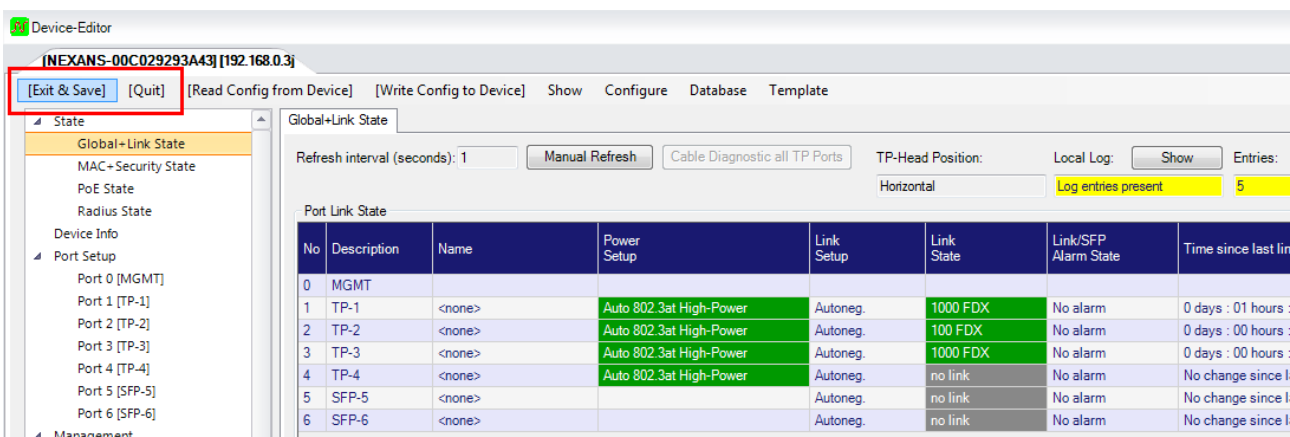 Device-Editor
[NEXANS-00C029293A43] [192.168.0.3]
[Exit & Save] [Quit] [Read Config from Device] [Write Config to Device] Show Configure Database Template
State
Global+Link State
MAC+Security State
PoE State
Radius State
Device Info
Port Setup
Port 0 [MGMT]
Port 1 [TP-1]
Port 2 [TP-2]
Port 3 [TP-3]
Port 4 [TP-4]
Port 5 [SFP-5]
Port 6 [SFP-6]
Management
Global+Link State
Refresh interval (seconds): 1 Manual Refresh Cable Diagnostic all TP Ports TP-Head Position: Local Log: Show Entries:
Horizontal Log entries present 5
Port Link State
No Description Name Power Setup Link Setup Link State Link/SFP Alarm State Time since last lin
0 MGMT
1 TP-1 <none> Auto 802.3at High-Power Autoneg. 1000 FDX No alarm 0 days : 01 hours :
2 TP-2 <none> Auto 802.3at High-Power Autoneg. 100 FDX No alarm 0 days : 00 hours :
3 TP-3 <none> Auto 802.3at High-Power Autoneg. 1000 FDX No alarm 0 days : 00 hours :
4 TP-4 <none> Auto 802.3at High-Power Autoneg. no link No alarm No change since l
5 SFP-5 <none> Autoneg. no link No alarm No change since l
6 SFP-6 <none> Autoneg. no link No alarm No change since l